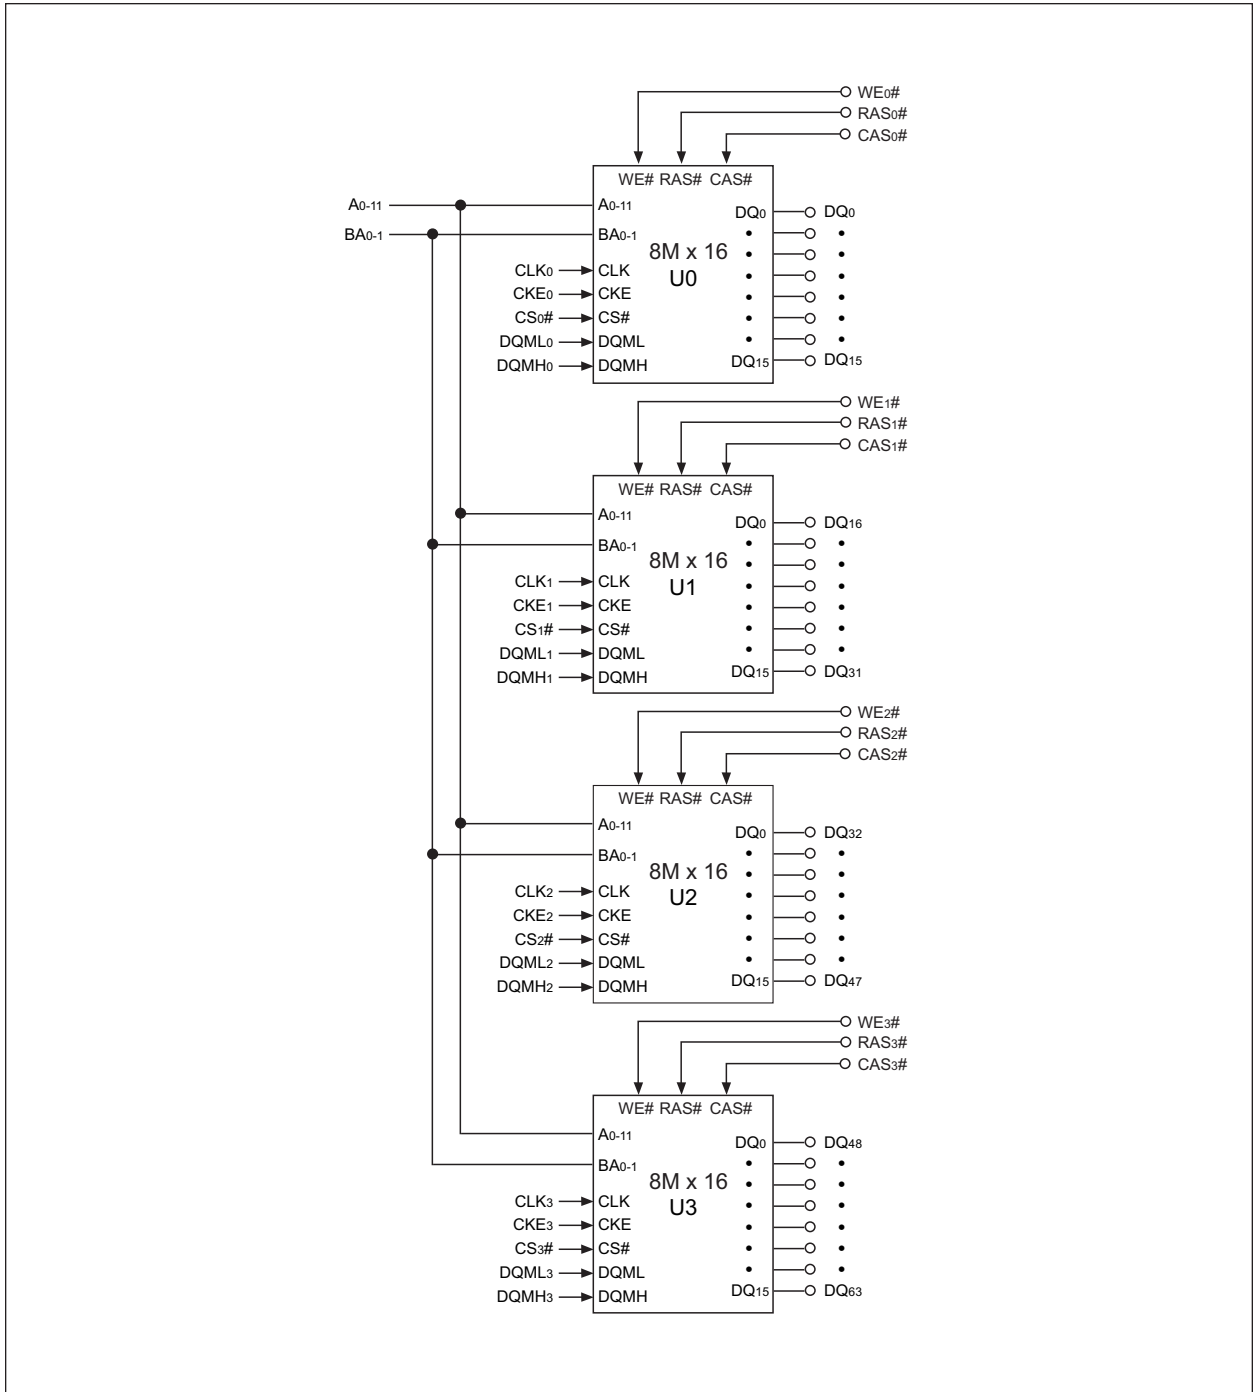 WE0#
RAS0#
CAS0#
WE# RAS# CAS#
A0-11 A0-11 DQ0 DQ0
BA0-1 BA0-1
8M x 16
U0
CLK0 CLK
CKE0 CKE
CS0# CS#
DQML0 DQML
DQMH0 DQMH DQ15 DQ15
WE1#
RAS1#
CAS1#
WE# RAS# CAS#
A0-11 DQ0 DQ16
BA0-1
8M x 16
U1
CLK1 CLK
CKE1 CKE
CS1# CS#
DQML1 DQML
DQMH1 DQMH DQ15 DQ31
WE2#
RAS2#
CAS2#
WE# RAS# CAS#
A0-11 DQ0 DQ32
BA0-1
8M x 16
U2
CLK2 CLK
CKE2 CKE
CS2# CS#
DQML2 DQML
DQMH2 DQMH DQ15 DQ47
WE3#
RAS3#
CAS3#
WE# RAS# CAS#
A0-11 DQ0 DQ48
BA0-1
8M x 16
U3
CLK3 CLK
CKE3 CKE
CS3# CS#
DQML3 DQML
DQMH3 DQMH DQ15 DQ63